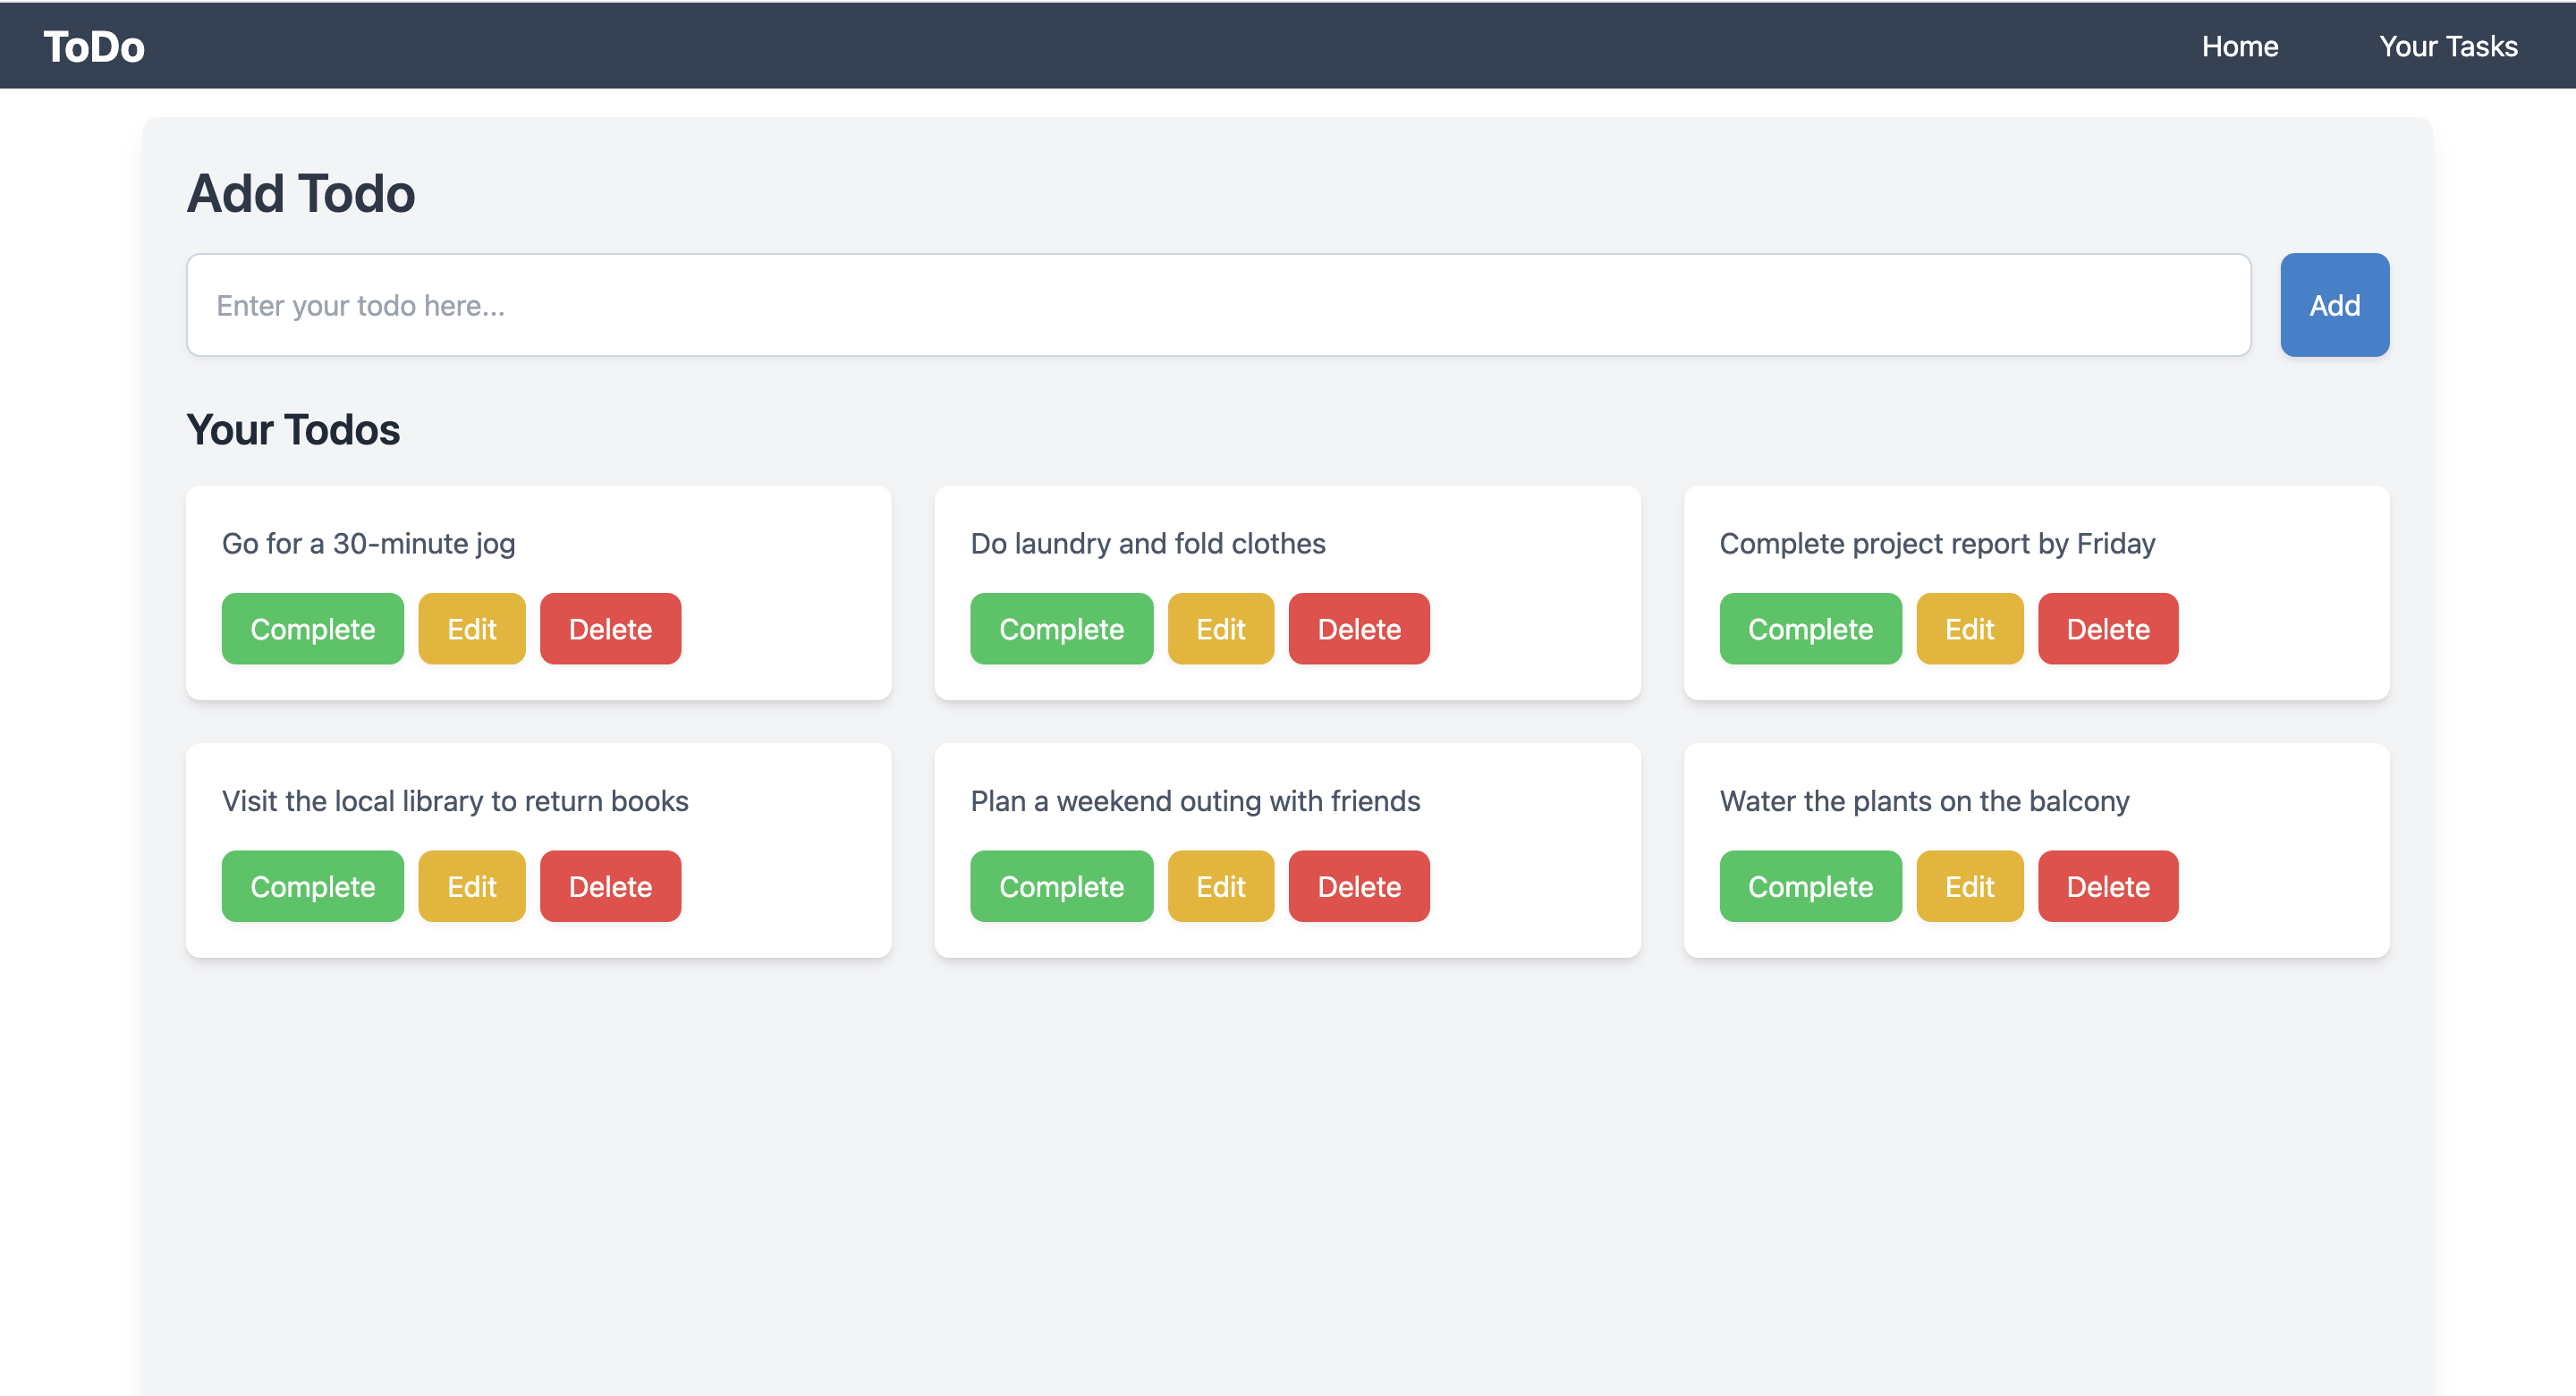 ToDo
Home
Your Tasks
Add Todo
Enter your todo here...
Add
Your Todos
Go for a 30-minute jog
Complete Edit Delete
Do laundry and fold clothes
Complete Edit Delete
Complete project report by Friday
Complete Edit Delete
Visit the local library to return books
Complete Edit Delete
Plan a weekend outing with friends
Complete Edit Delete
Water the plants on the balcony
Complete Edit Delete